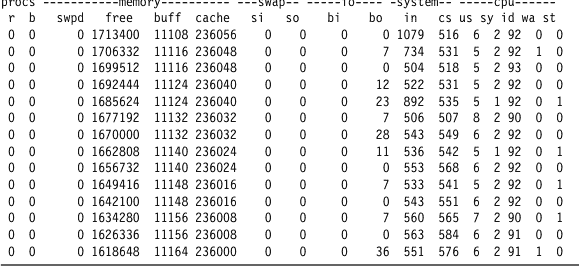 procs -----------memory---------- ---swap-- -----io---- -system-- -----cpu------
r b swpd free buff cache si so bi bo in cs us sy id wa st
0 0 0 1713400 11108 236056 0 0 0 0 1079 516 6 2 92 0 0
0 0 0 1706332 11116 236048 0 0 0 7 734 531 5 2 92 1 0
0 0 0 1699512 11116 236048 0 0 0 0 504 518 5 2 93 0 0
0 0 0 1692444 11124 236040 0 0 0 12 522 531 5 2 92 0 0
0 0 0 1685624 11124 236040 0 0 0 23 892 535 5 1 92 0 1
0 0 0 1677192 11132 236032 0 0 0 7 506 507 8 2 90 0 0
0 0 0 1670000 11132 236032 0 0 0 28 543 549 6 2 92 0 0
0 0 0 1662808 11140 236024 0 0 0 11 536 542 5 1 92 0 1
0 0 0 1656732 11140 236024 0 0 0 0 553 568 6 2 92 0 0
0 0 0 1649416 11148 236016 0 0 0 7 533 541 5 2 92 0 1
0 0 0 1642100 11148 236016 0 0 0 0 543 551 6 2 92 0 0
0 0 0 1634280 11156 236008 0 0 0 7 560 565 7 2 90 0 1
0 0 0 1626336 11156 236008 0 0 0 0 563 584 6 2 91 0 0
0 0 0 1618648 11164 236000 0 0 0 36 551 576 6 2 91 1 0